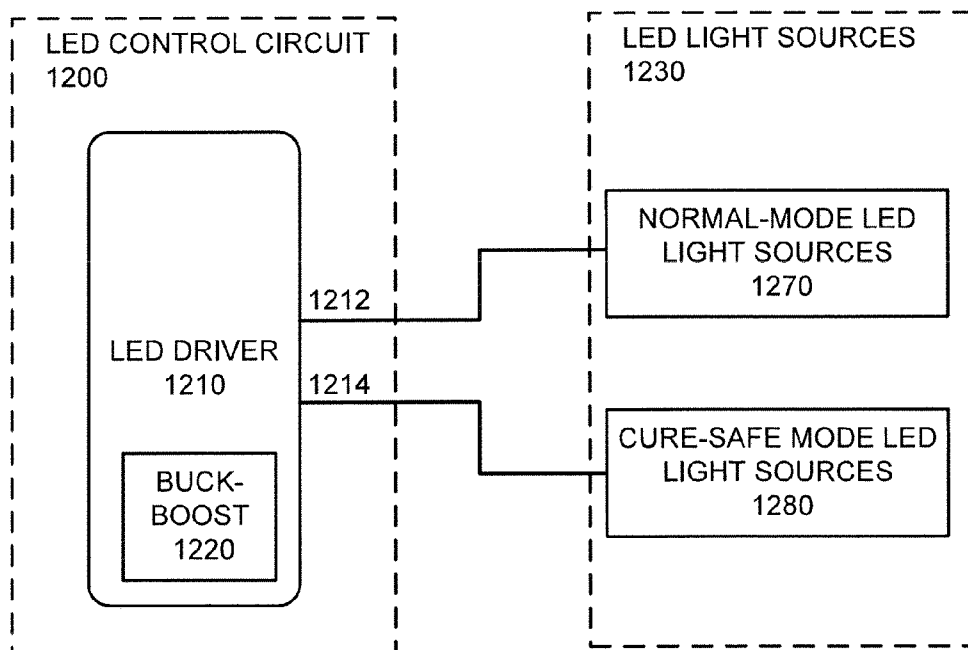 LED CONTROL CIRCUIT
1200
LED DRIVER
1210
BUCK-
BOOST
1220
1212
1214
LED LIGHT SOURCES
1230
NORMAL-MODE LED
LIGHT SOURCES
1270
CURE-SAFE MODE LED
LIGHT SOURCES
1280